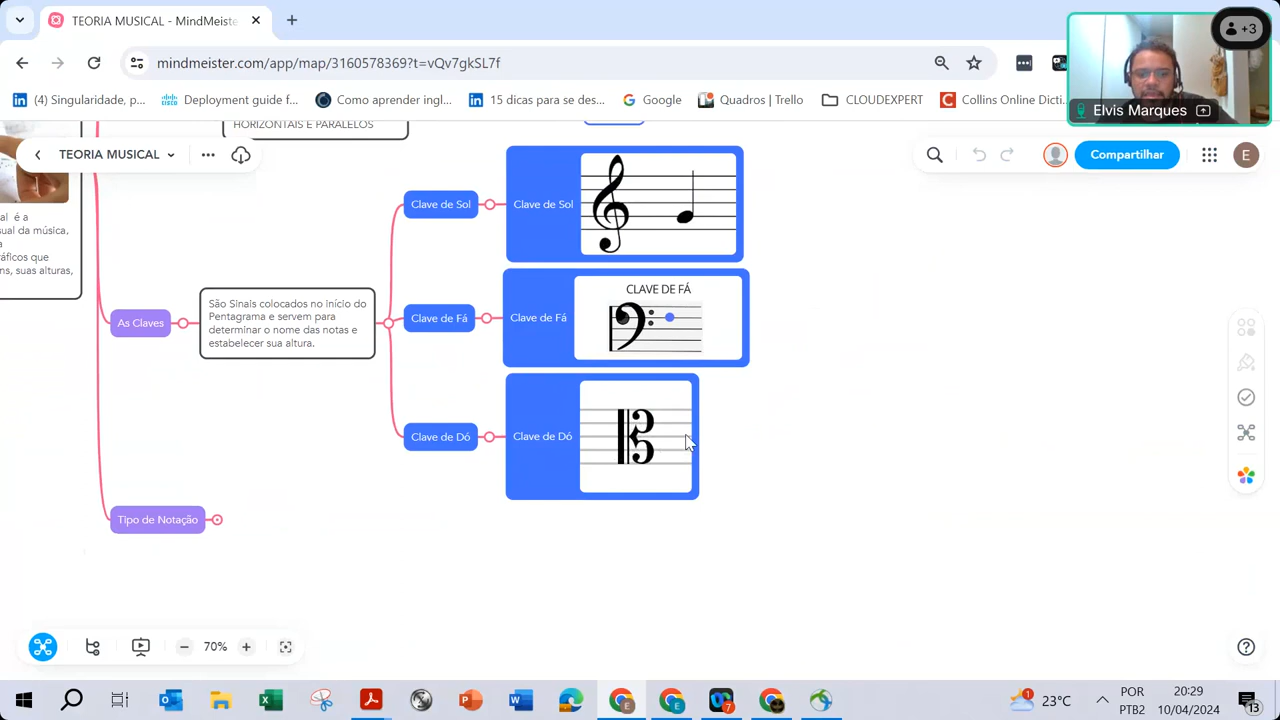 TEORIA MUSICAL - MindMeiste
+3
mindmeister.com/app/map/3160578369?t=vQv7gkSL7f
(4) Singularidade, p...
Deployment guide f...
Como aprender ingl...
15 dicas para se des...
Google
Quadros | Trello
CLOUDEXPERT
Collins Online Dicti...
Elvis Marques
HORIZONTAIS E PARALELOS
TEORIA MUSICAL
Compartilhar
E
al é a
sual da música,
a
ráficos que
ns, suas alturas,
As Claves
São Sinais colocados no início do
Pentagrama e servem para
determinar o nome das notas e
estabelecer sua altura.
Clave de Sol
Clave de Sol
Clave de Fá
Clave de Fá
CLAVE DE FÁ
Clave de Dó
Clave de Dó
Tipo de Notação
70%
23°C
POR
PTB2
20:29
10/04/2024
13